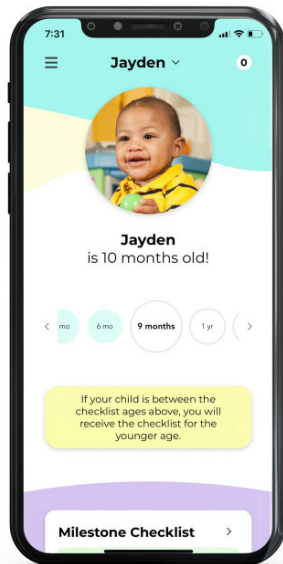 7:31
Jayden
0
Jayden
is 10 months old!
mo
6 mo
9 months
1 yr
If your child is between the
checklist ages above, you will
receive the checklist for the
younger age.
Milestone Checklist